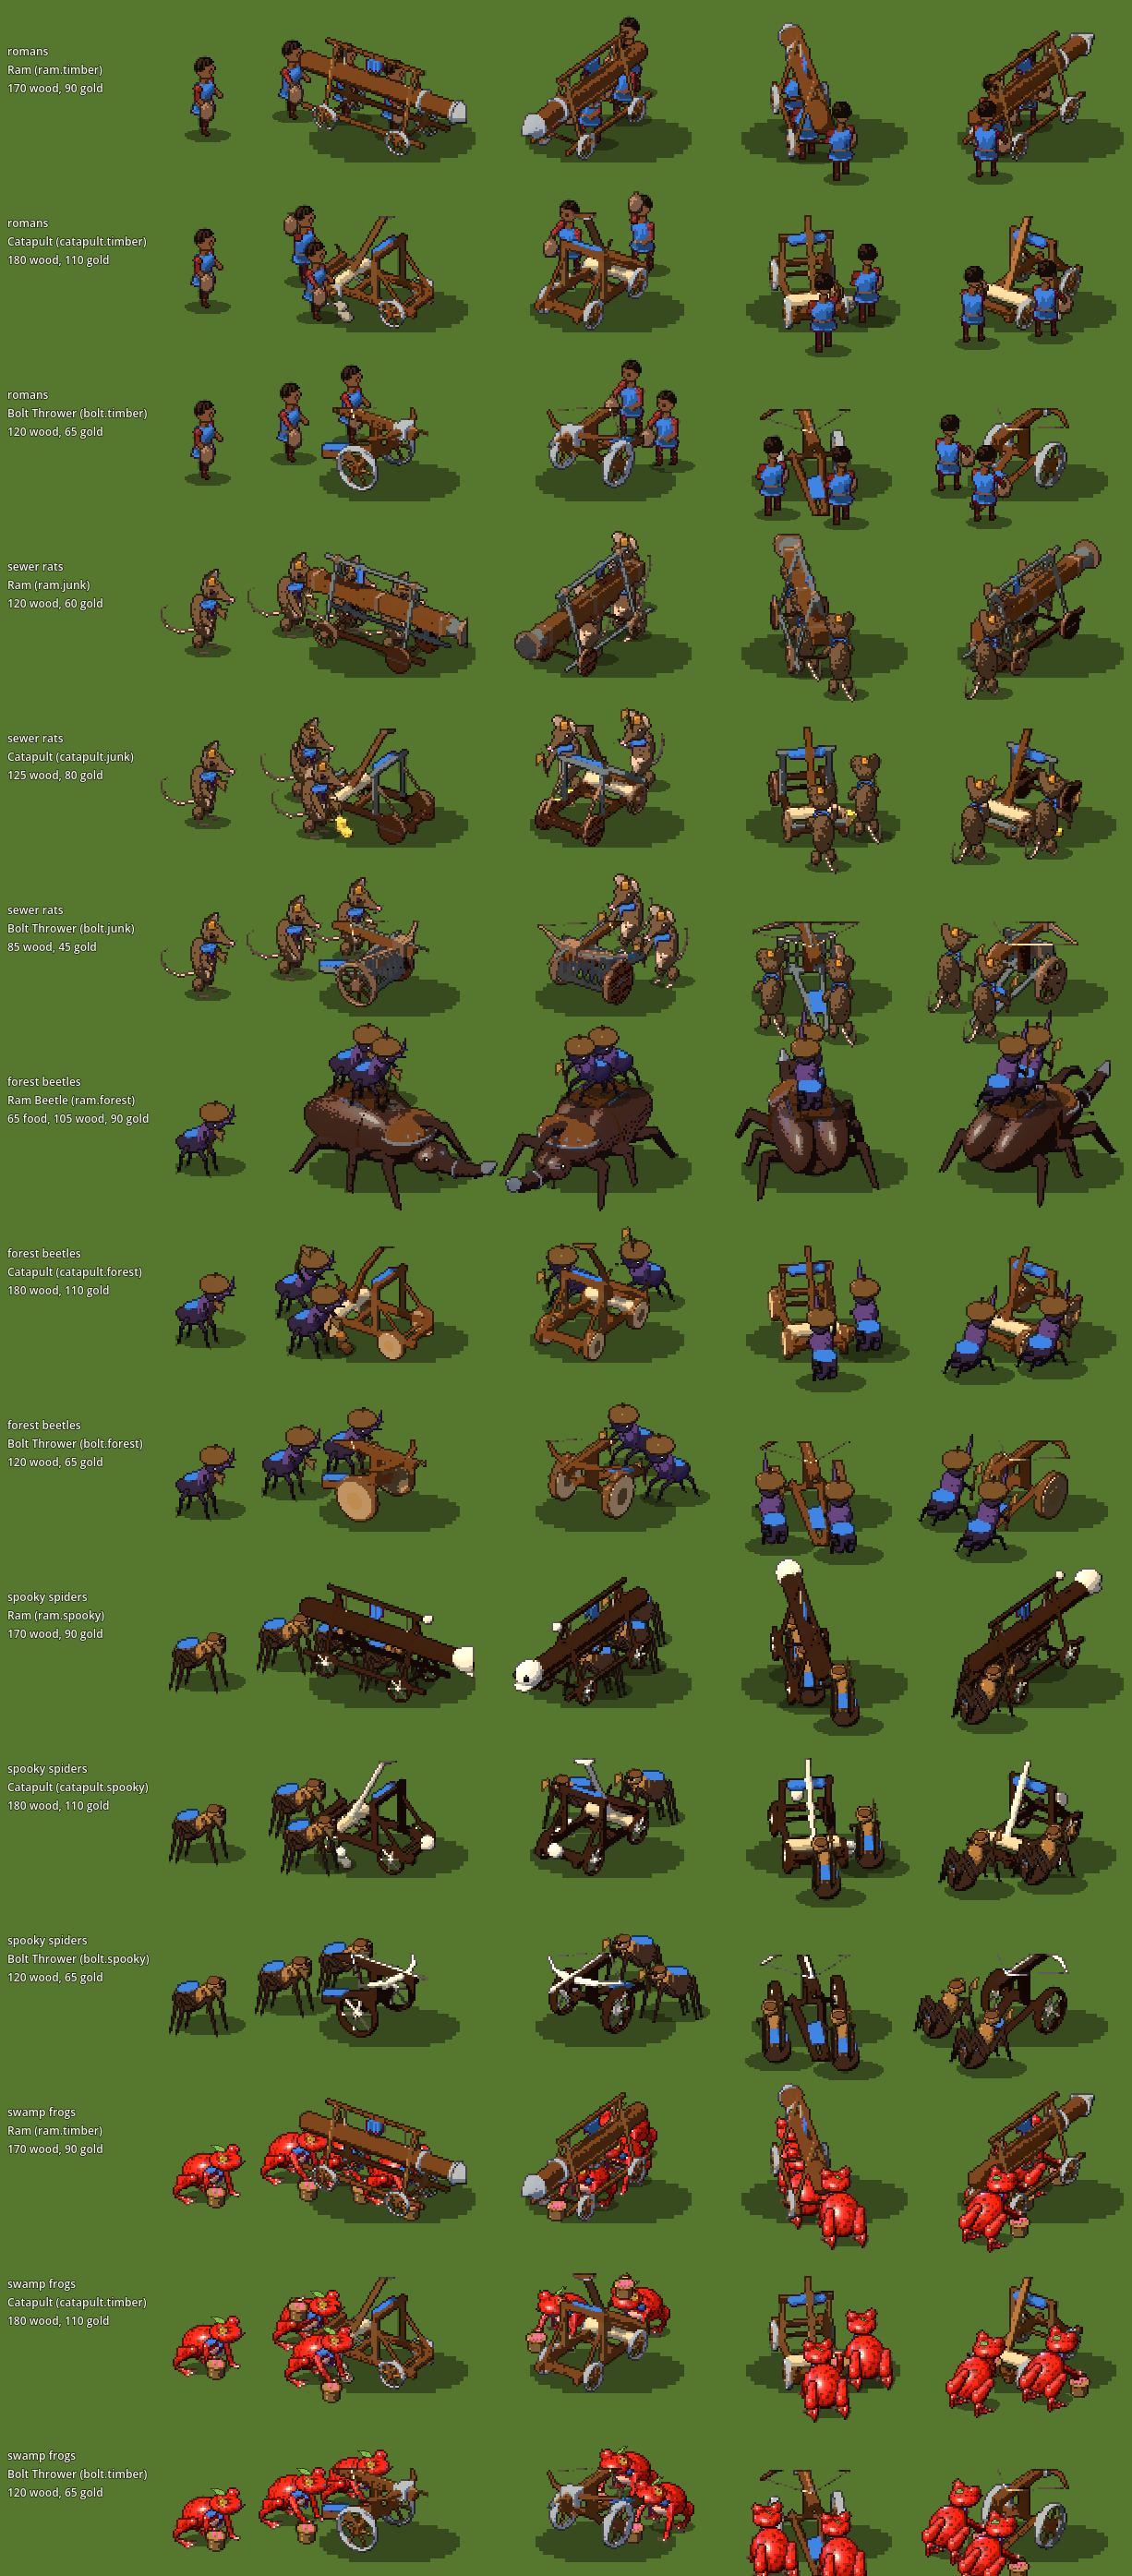 romans
Ram (ram.timber)
170 wood, 90 gold
romans
Catapult (catapult.timber)
180 wood, 110 gold
romans
Bolt Thrower (bolt.timber)
120 wood, 65 gold
sewer rats
Ram (ram.junk)
120 wood, 60 gold
sewer rats
Catapult (catapult.junk)
125 wood, 80 gold
sewer rats
Bolt Thrower (bolt.junk)
85 wood, 45 gold
forest beetles
Ram Beetle (ram.forest)
65 food, 105 wood, 90 gold
forest beetles
Catapult (catapult.forest)
180 wood, 110 gold
forest beetles
Bolt Thrower (bolt.forest)
120 wood, 65 gold
spooky spiders
Ram (ram.spooky)
170 wood, 90 gold
spooky spiders
Catapult (catapult.spooky)
180 wood, 110 gold
spooky spiders
Bolt Thrower (bolt.spooky)
120 wood, 65 gold
swamp frogs
Ram (ram.timber)
170 wood, 90 gold
swamp frogs
Catapult (catapult.timber)
180 wood, 110 gold
swamp frogs
Bolt Thrower (bolt.timber)
120 wood, 65 gold